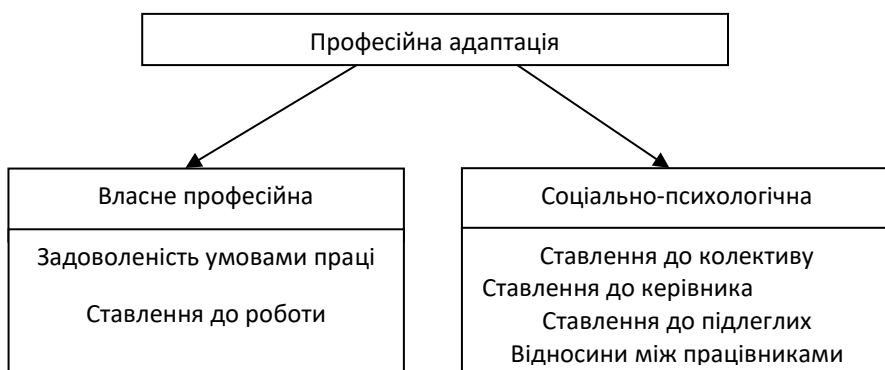 Професійна адаптація
Власне професійна
Задоволеність умовами праці
Ставлення до роботи
Соціально-психологічна
Ставлення до колективу
Ставлення до керівника
Ставлення до підлеглих
Відносини між працівниками